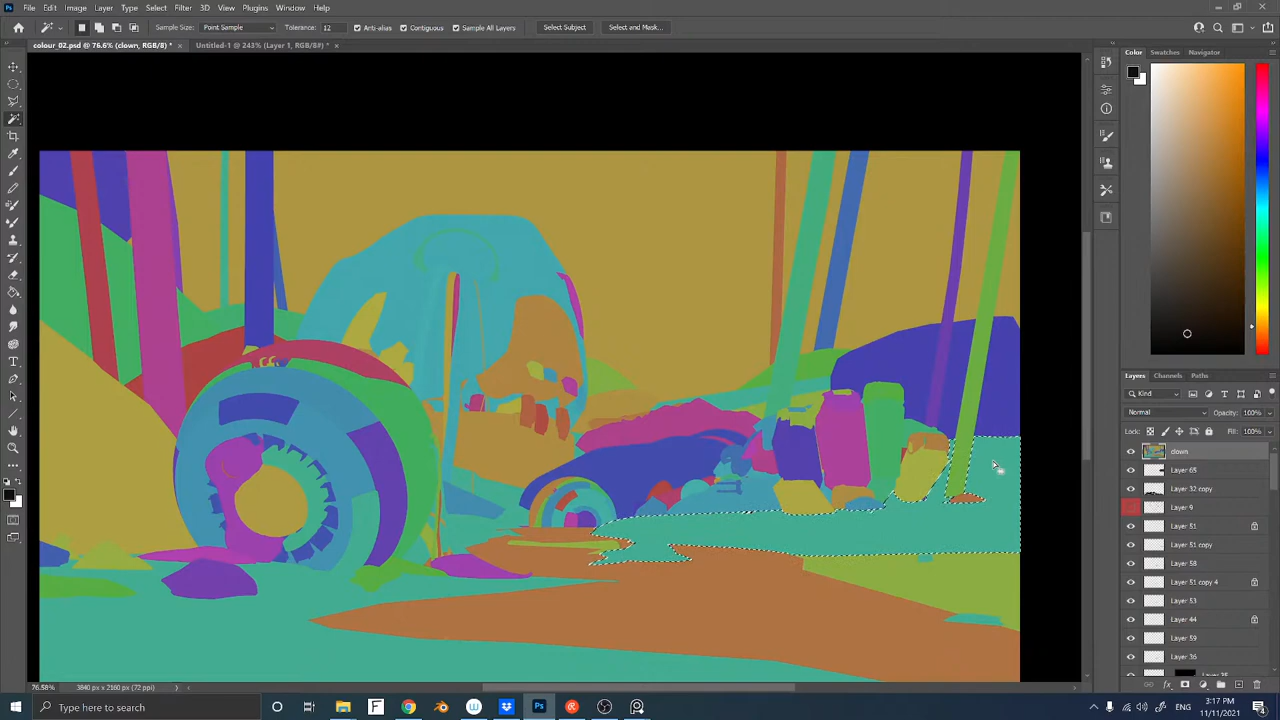 File Edit Image Layer Type Select Filter 3D View Plugins Window Help
Sample Size: Point Sample Tolerance: 12 Anti-alias Contiguous Sample All Layers Select Subject Select and Mask...
colour_02.psd @ 76.6% (clown, RGB/8) * × Untitled-1 @ 243% (Layer 1, RGB/8#) * ×
Color Swatches Navigator
Layers Channels Paths
Kind
Normal Opacity: 100%
Lock: Fill: 100%
clown
Layer 65
Layer 32 copy
Layer 9
Layer 51
Layer 51 copy
Layer 58
Layer 51 copy 4
Layer 53
Layer 44
Layer 59
Layer 36
76.58% 3840 px x 2160 px (72 ppi)
Type here to search
3:17 PM
11/11/2021